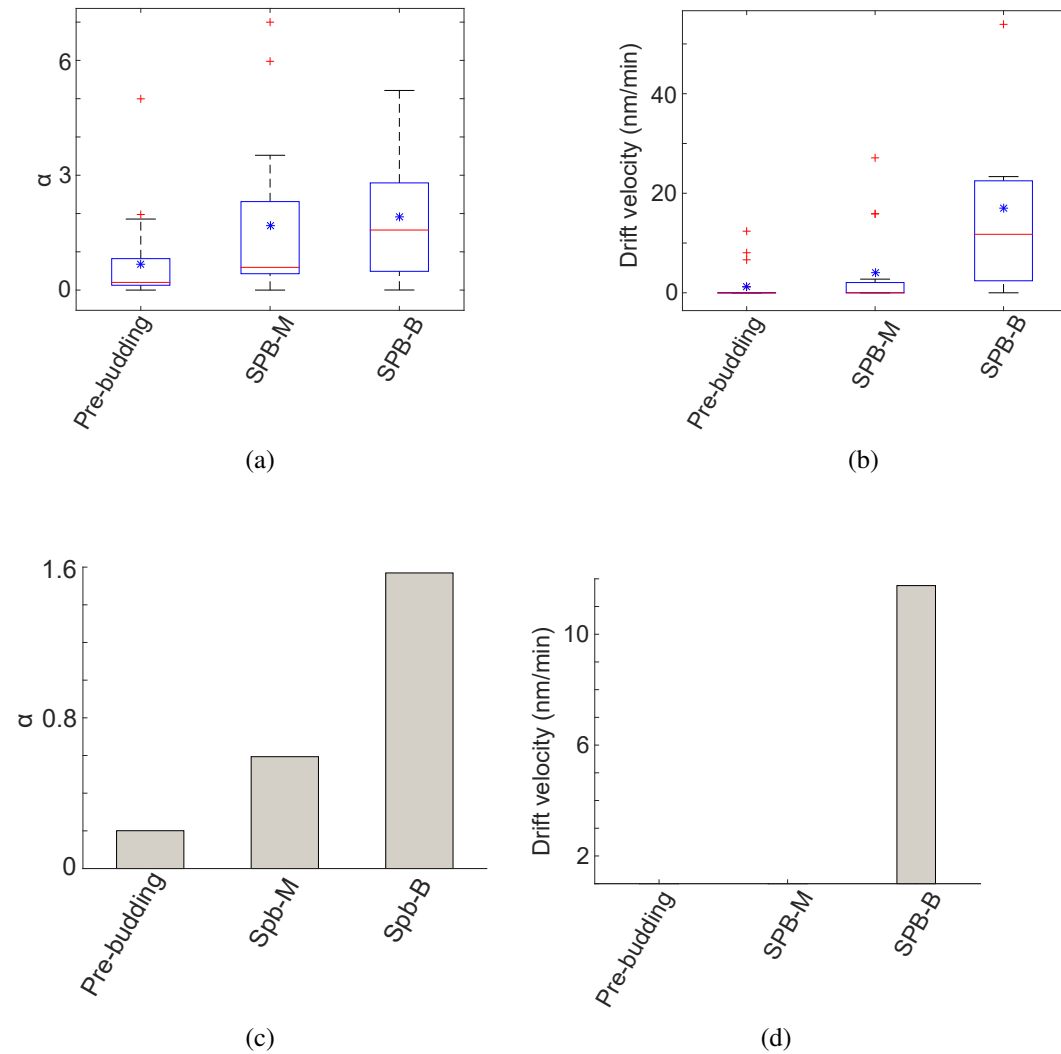 6
3
0
α
Pre-budding
SPB-M
SPB-B
(a)
40
20
0
Drift velocity (nm/min)
Pre-budding
SPB-M
SPB-B
(b)
1.6
0.8
0
α
Pre-budding
Spb-M
Spb-B
(c)
10
6
2
Drift velocity (nm/min)
Pre-budding
SPB-M
SPB-B
(d)